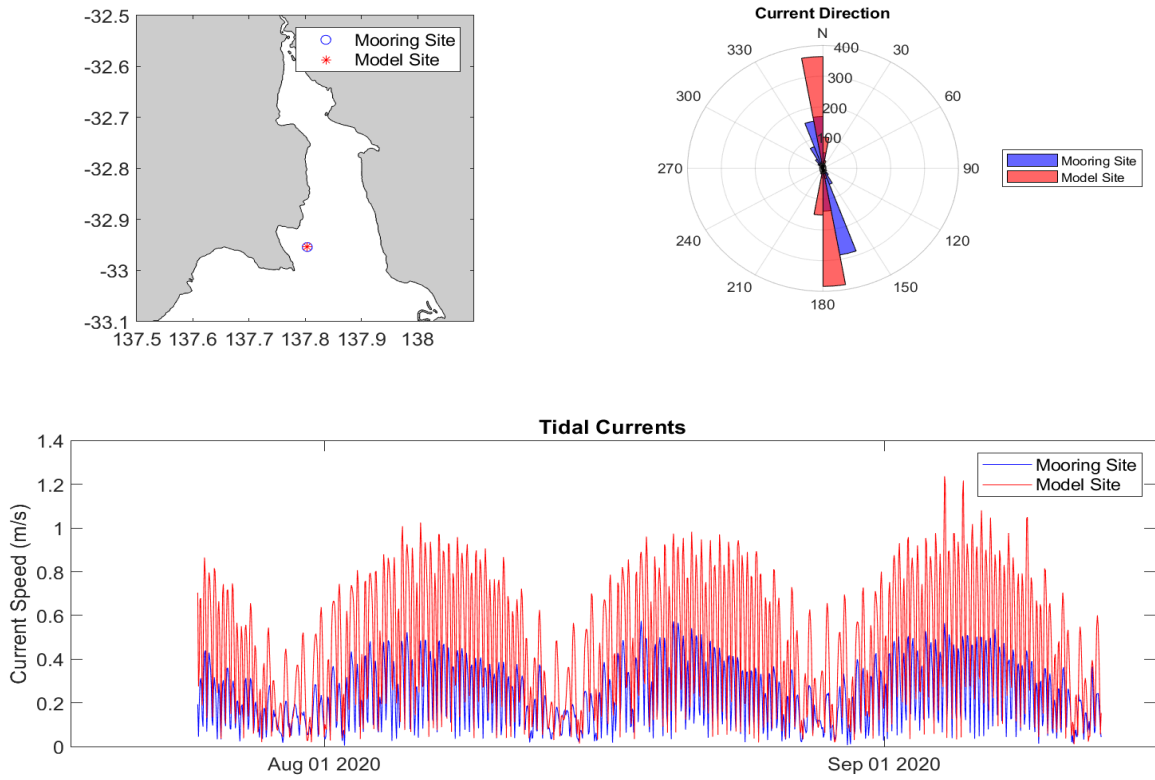 -32.5
-32.6
-32.7
-32.8
-32.9
-33
-33.1
137.5 137.6 137.7 137.8 137.9 138
Mooring Site
Model Site
Current Direction
N
30
60
90
120
150
180
210
240
270
300
330
400
300
200
100
Mooring Site
Model Site
Tidal Currents
Current Speed (m/s)
1.4
1.2
1
0.8
0.6
0.4
0.2
0
Aug 01 2020 Sep 01 2020
Mooring Site
Model Site